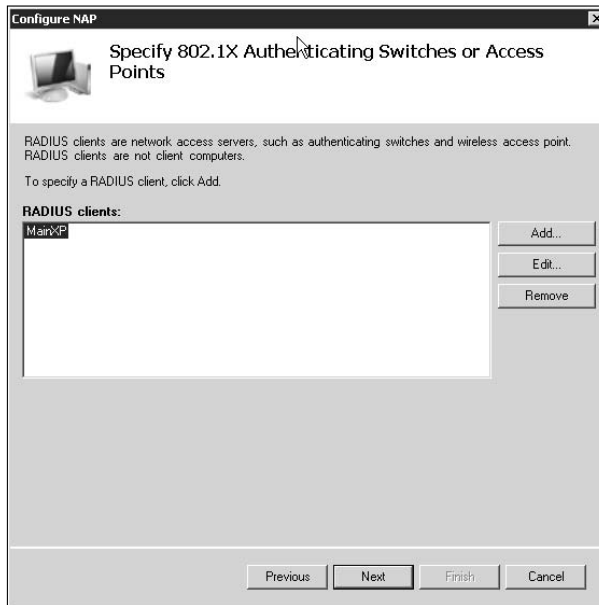 Configure NAP
Specify 802.1X Authenticating Switches or Access
Points
RADIUS clients are network access servers, such as authenticating switches and wireless access point.
RADIUS clients are not client computers.
To specify a RADIUS client, click Add.
RADIUS clients:
MainXP
Add...
Edit...
Remove
Previous
Next
Finish
Cancel